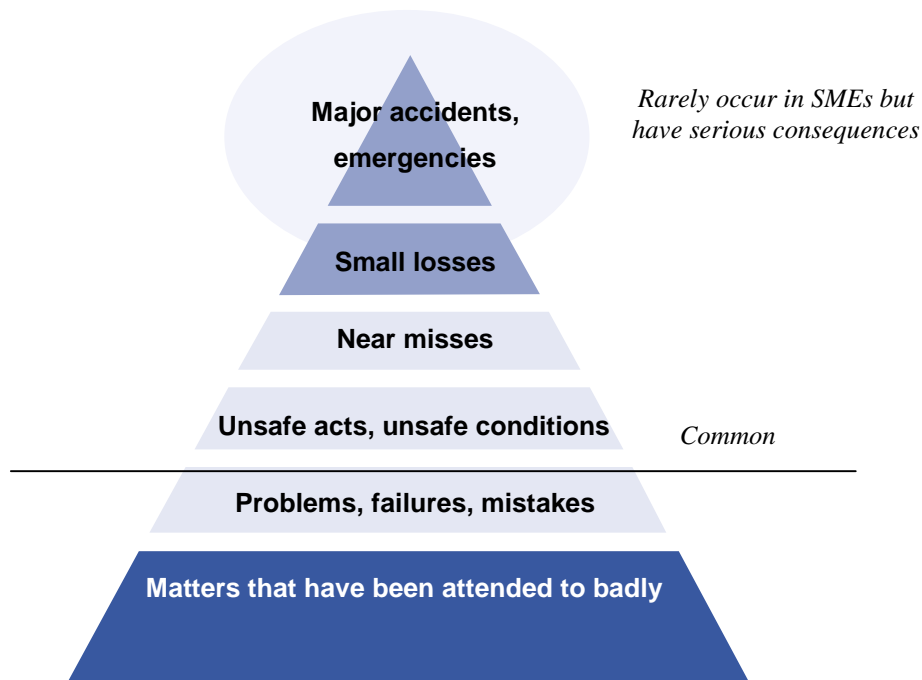 Major accidents,
emergencies
Rarely occur in SMEs but
have serious consequences
Small losses
Near misses
Unsafe acts, unsafe conditions
Common
Problems, failures, mistakes
Matters that have been attended to badly